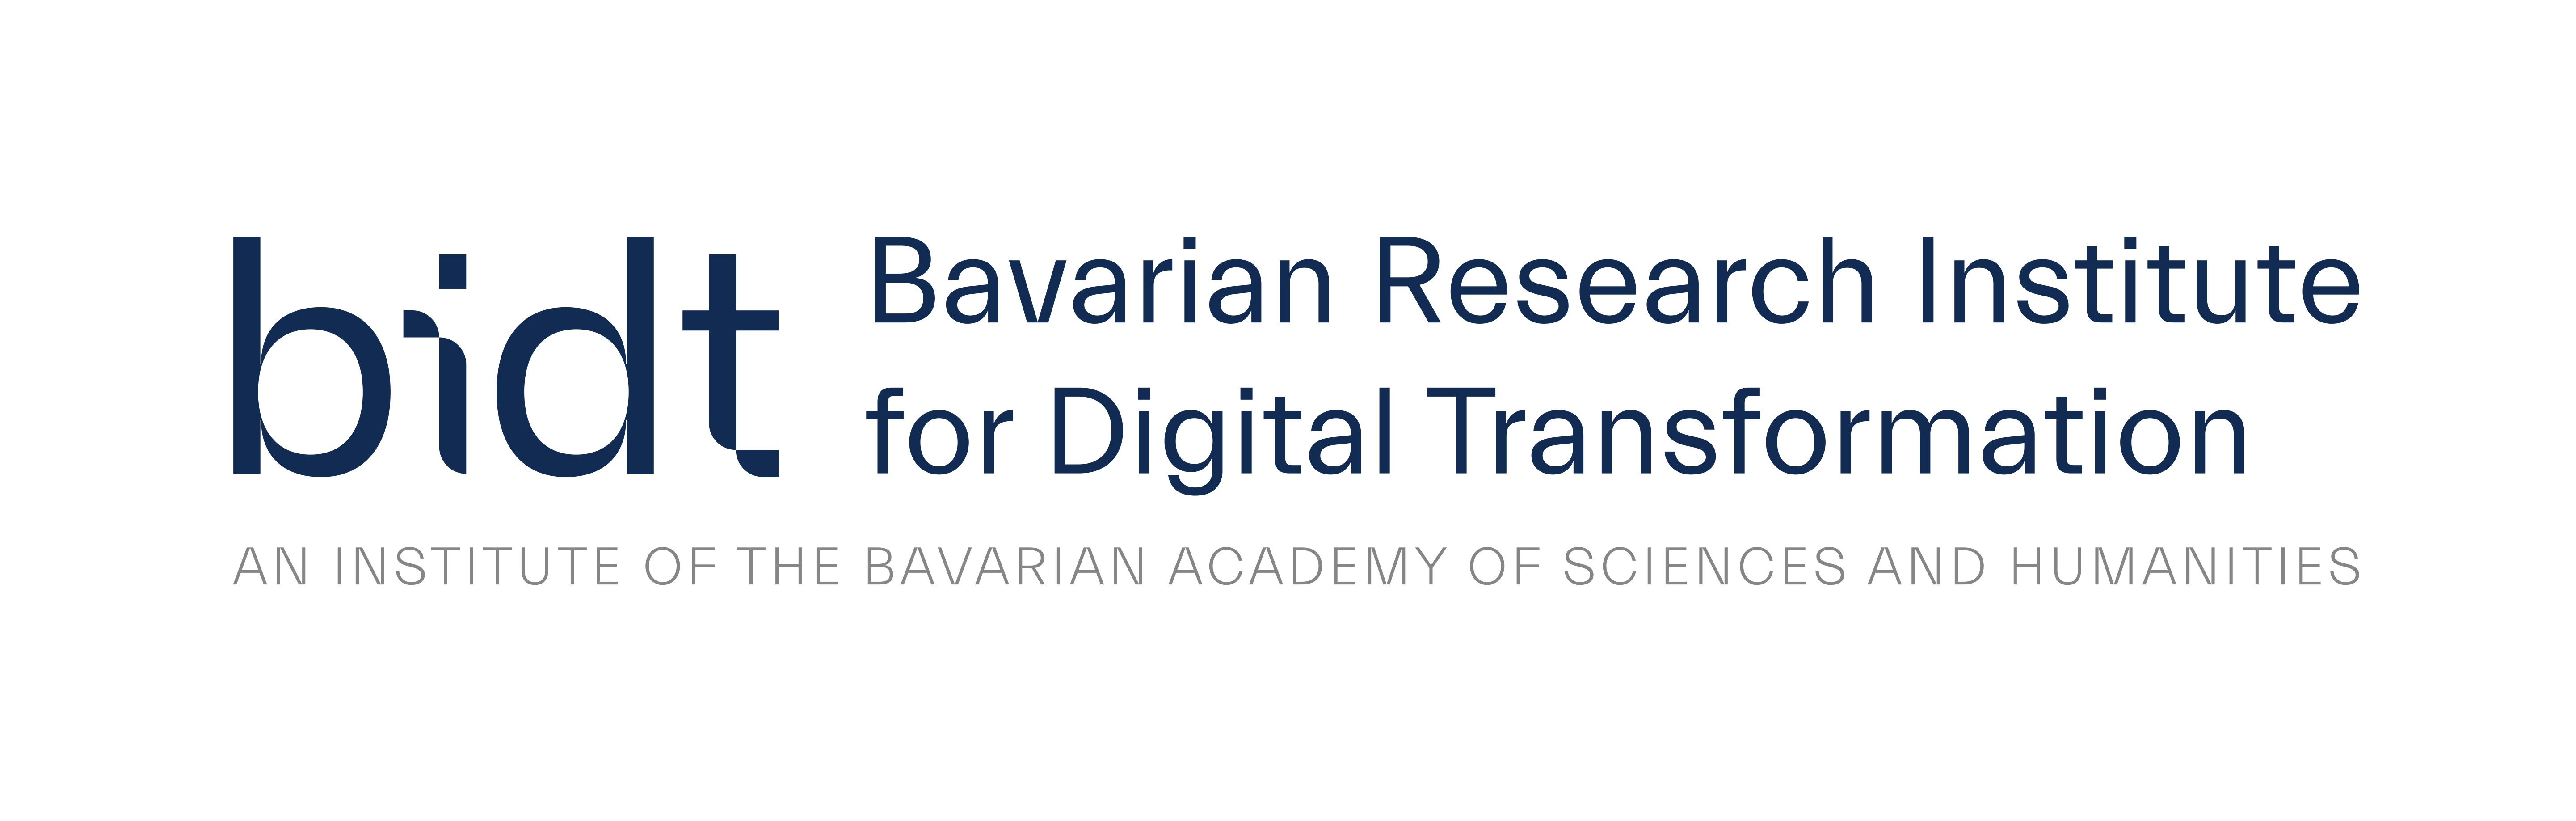 bidt
Bavarian Research Institute
for Digital Transformation
AN INSTITUTE OF THE BAVARIAN ACADEMY OF SCIENCES AND HUMANITIES